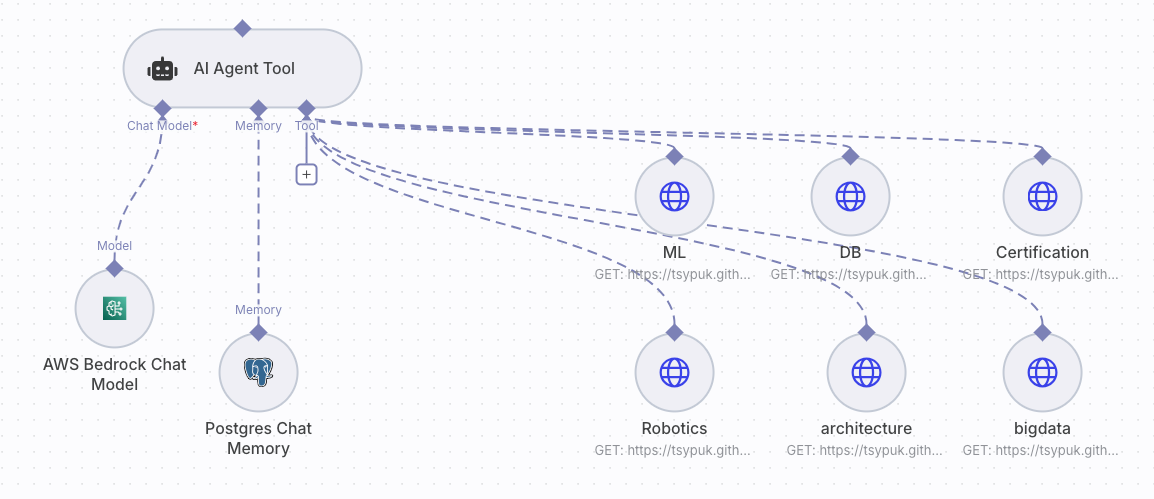 AI Agent Tool
Chat Model*
Memory
Tool
+
Model
Memory
AWS Bedrock Chat
Model
Postgres Chat
Memory
ML
GET: https://tsypuk.gith...
DB
GET: https://tsypuk.gith...
Certification
GET: https://tsypuk.gith...
Robotics
GET: https://tsypuk.gith...
architecture
GET: https://tsypuk.gith...
bigdata
GET: https://tsypuk.gith...